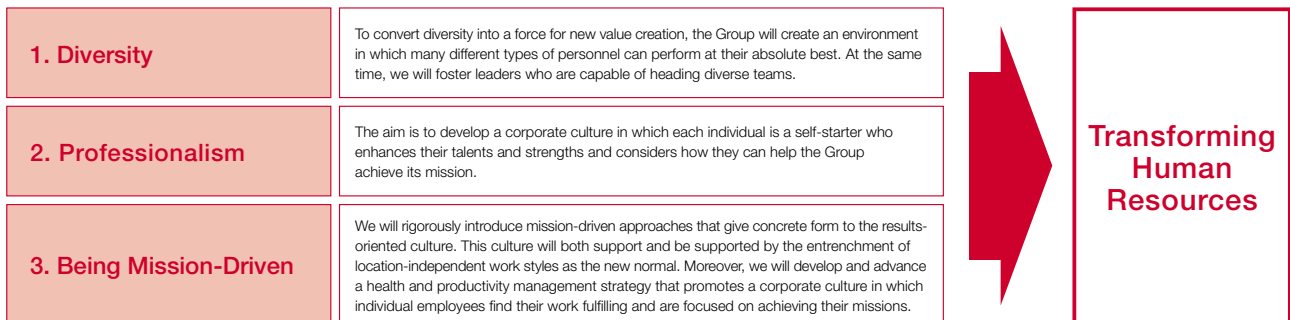 1. Diversity
To convert diversity into a force for new value creation, the Group will create an environment
in which many different types of personnel can perform at their absolute best. At the same
time, we will foster leaders who are capable of heading diverse teams.
2. Professionalism
The aim is to develop a corporate culture in which each individual is a self-starter who
enhances their talents and strengths and considers how they can help the Group
achieve its mission.
3. Being Mission-Driven
We will rigorously introduce mission-driven approaches that give concrete form to the results-
oriented culture. This culture will both support and be supported by the entrenchment of
location-independent work styles as the new normal. Moreover, we will develop and advance
a health and productivity management strategy that promotes a corporate culture in which
individual employees find their work fulfilling and are focused on achieving their missions.
Transforming
Human
Resources